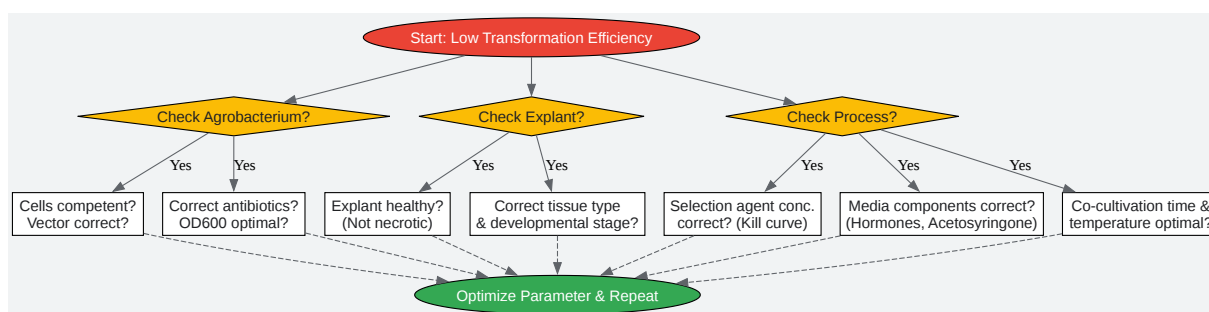 Start: Low Transformation Efficiency
Check Agrobacterium?
Check Explant?
Check Process?
Yes
Yes
Yes
Yes
Yes
Yes
Yes
Cells competent?
Vector correct?
Correct antibiotics?
OD600 optimal?
Explant healthy?
(Not necrotic)
Correct tissue type
& developmental stage?
Selection agent conc.
correct? (Kill curve)
Media components correct?
(Hormones, Acetosyringone)
Co-cultivation time &
temperature optimal?
Optimize Parameter & Repeat